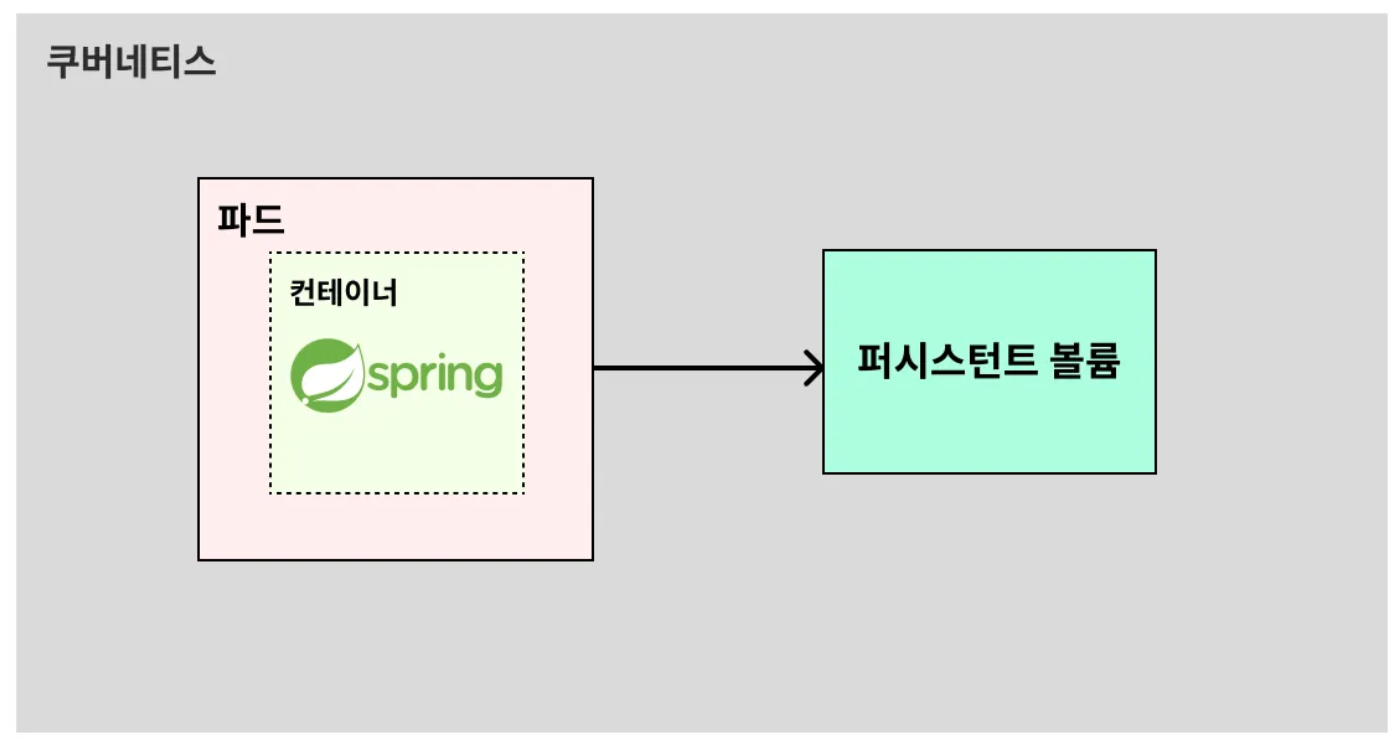 쿠버네티스
파드
컨테이너
spring
퍼시스턴트 볼륨